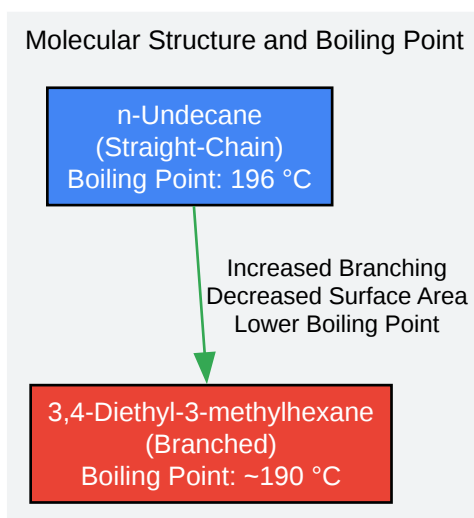 Molecular Structure and Boiling Point
n-Undecane
(Straight-Chain)
Boiling Point: 196 °C
Increased Branching
Decreased Surface Area
Lower Boiling Point
3,4-Diethyl-3-methylhexane
(Branched)
Boiling Point: ~190 °C